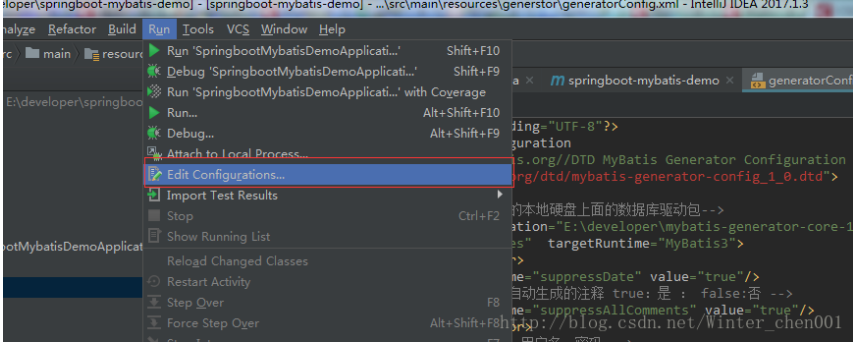 eloper\springboot-mybatis-demo] - [springboot-mybatis-demo] - ...\src\main\resources\generstor\generatorConfig.xml - IntelliJ IDEA 2017.1.3
nalyze Refactor Build Run Tools VCS Window Help
rc main resourc
Run 'SpringbootMybatisDemoApplicati...' Shift+F10
Debug 'SpringbootMybatisDemoApplicati...' Shift+F9
a × m springboot-mybatis-demo × generatorConf
Run 'SpringbootMybatisDemoApplicati...' with Coverage
E:\developer\springboo
Run... Alt+Shift+F10
Debug... Alt+Shift+F9
ding="UTF-8"?>
Attach to Local Process...
guration
is.org//DTD MyBatis Generator Configuration
Edit Configurations...
org/dtd/mybatis-generator-config_1_0.dtd">
Import Test Results
的本地硬盘上面的数据库驱动包-->
Stop Ctrl+F2
ation="E:\developer\mybatis-generator-core-1
Show Running List
ootMybatisDemoApplicat
es" targetRuntime="MyBatis3">
r>
Reload Changed Classes
me="suppressDate" value="true"/>
Restart Activity
自动生成的注释 true：是 ： false:否 -->
Step Over F8
me="suppressAllComments" value="true"/>
Force Step Over Alt+Shift+F8
or>
http://blog.csdn.net/Winter_chen001
F7